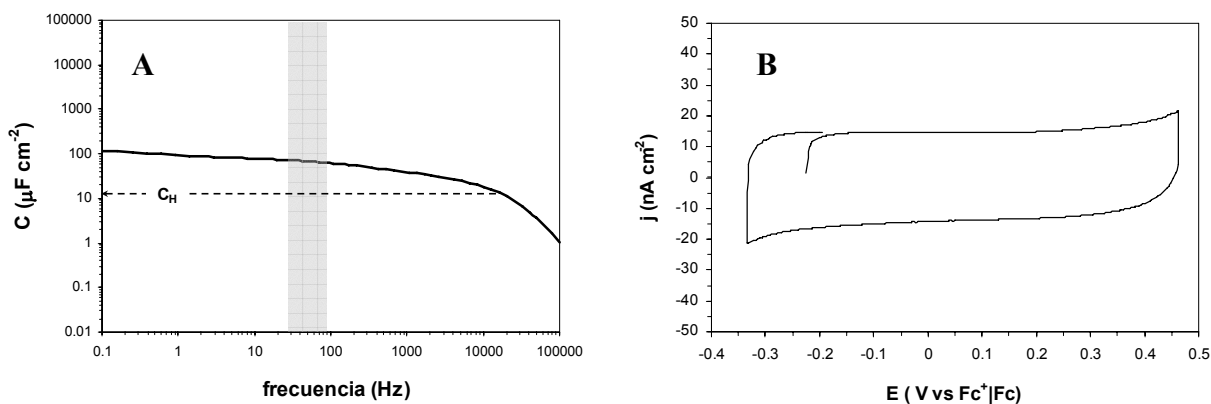 A
C (μF cm⁻²)
100000
10000
1000
100
10
1
0.1
0.01
C_H
0.1 1 10 100 1000 10000 100000
frecuencia (Hz)
B
j (nA cm⁻²)
50
40
30
20
10
0
-10
-20
-30
-40
-50
-0.4 -0.3 -0.2 -0.1 0 0.1 0.2 0.3 0.4 0.5
E ( V vs Fc⁺|Fc)